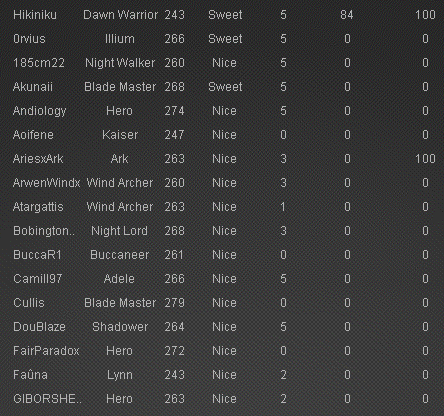 Hikiniku Dawn Warrior 243 Sweet 5 84 100
0rvius Illium 266 Sweet 5 0 0
185cm22 Night Walker 260 Nice 5 0 0
Akunaii Blade Master 268 Sweet 5 0 0
Andiology Hero 274 Nice 5 0 0
Aoifene Kaiser 247 Nice 0 0 0
AriesxArk Ark 263 Nice 3 0 100
ArwenWindx Wind Archer 260 Nice 3 0 0
Atargattis Wind Archer 263 Nice 1 0 0
Bobington.. Night Lord 268 Nice 3 0 0
BuccaR1 Buccaneer 261 Nice 0 0 0
Camill97 Adele 266 Nice 5 0 0
Cullis Blade Master 279 Nice 0 0 0
DouBlaze Shadower 264 Nice 5 0 0
FairParadox Hero 272 Nice 0 0 0
Faûna Lynn 243 Nice 2 0 0
GIBORSHE.. Hero 263 Nice 2 0 0